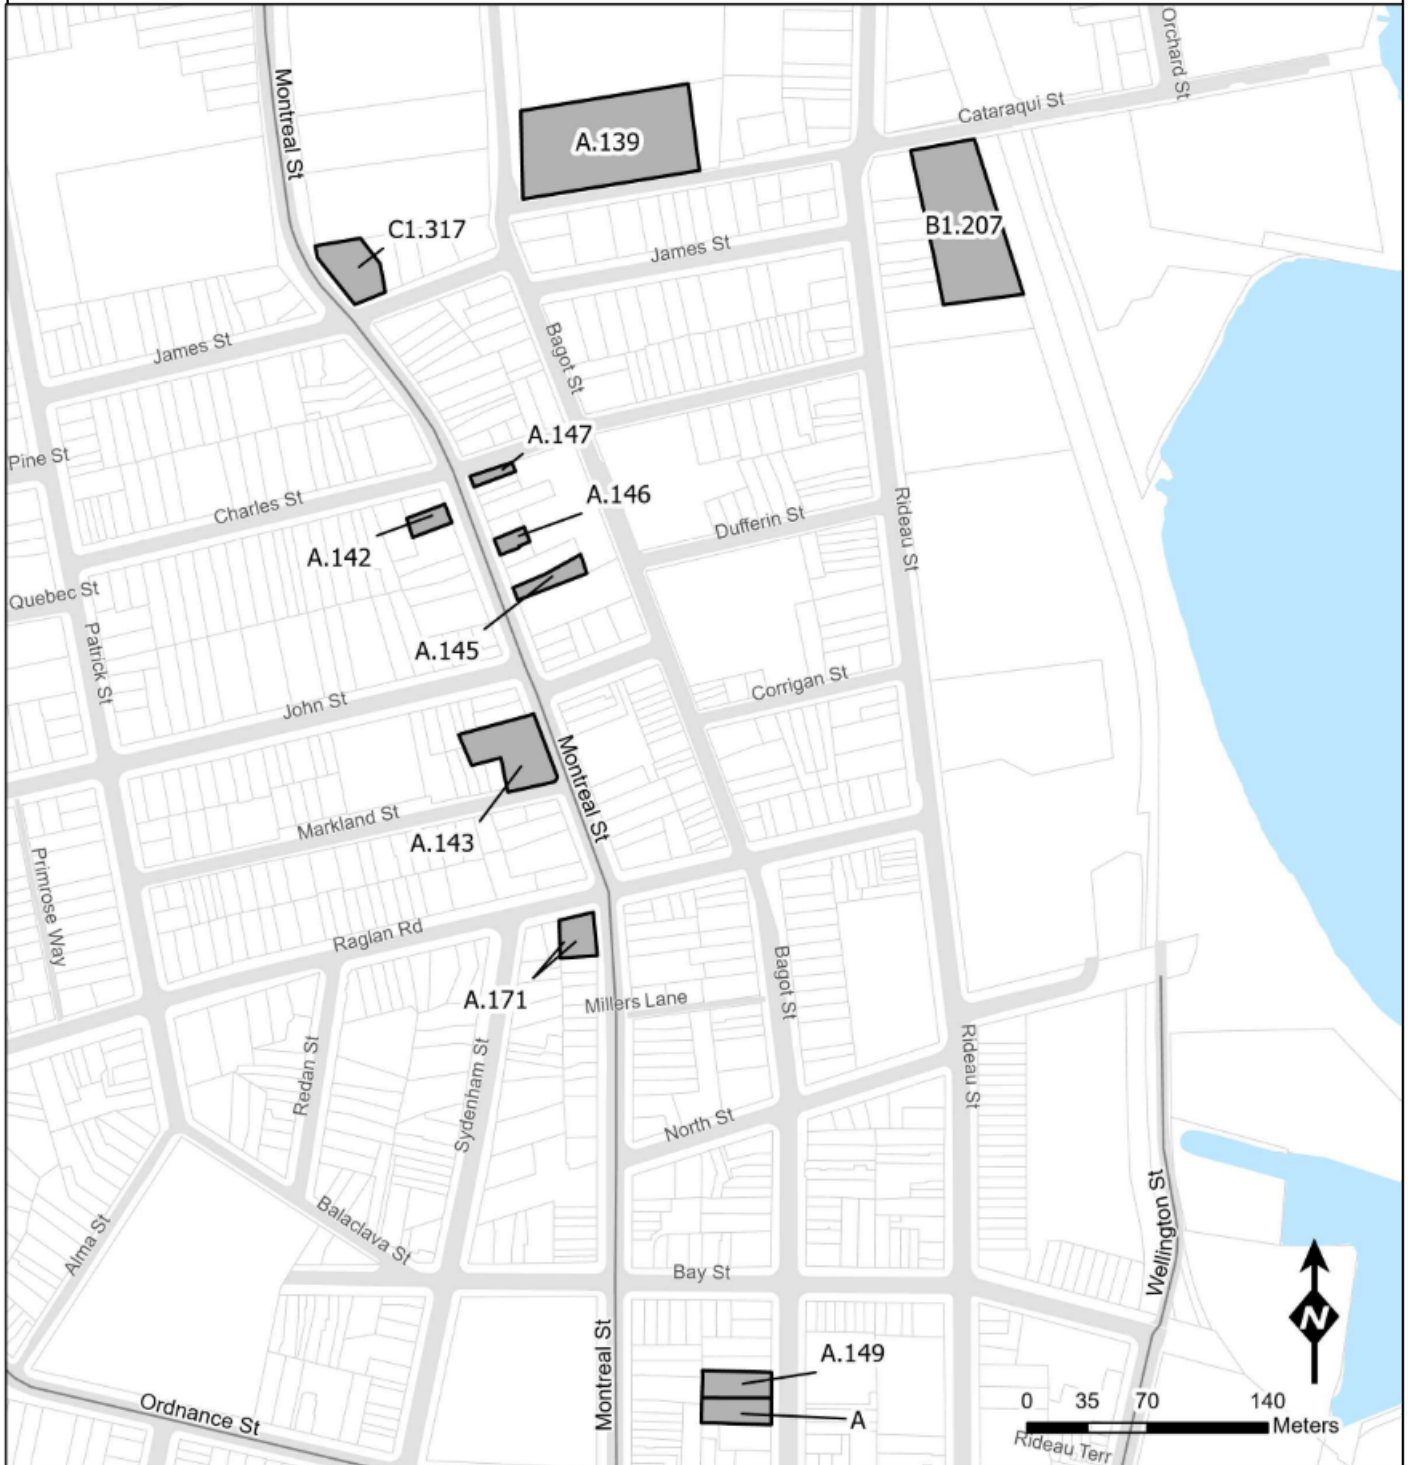 Orchard St
Montreal St
Cataraqui St
A.139
C1.317
B1.207
James St
James St
Bagot St
A.147
Pine St
A.146
Charles St
Dufferin St
Rideau St
A.142
Quebec St
Patrick St
A.145
Corrigan St
John St
Montreal St
Markland St
A.143
Primrose Way
Raglan Rd
Bagot St
A.171
Millers Lane
Redan St
Sydenham St
Rideau St
North St
Alma St
Balaclava St
Wellington St
Bay St
N
Montreal St
A.149
Ordnance St
A
0 35 70 140
Meters
Rideau Terr